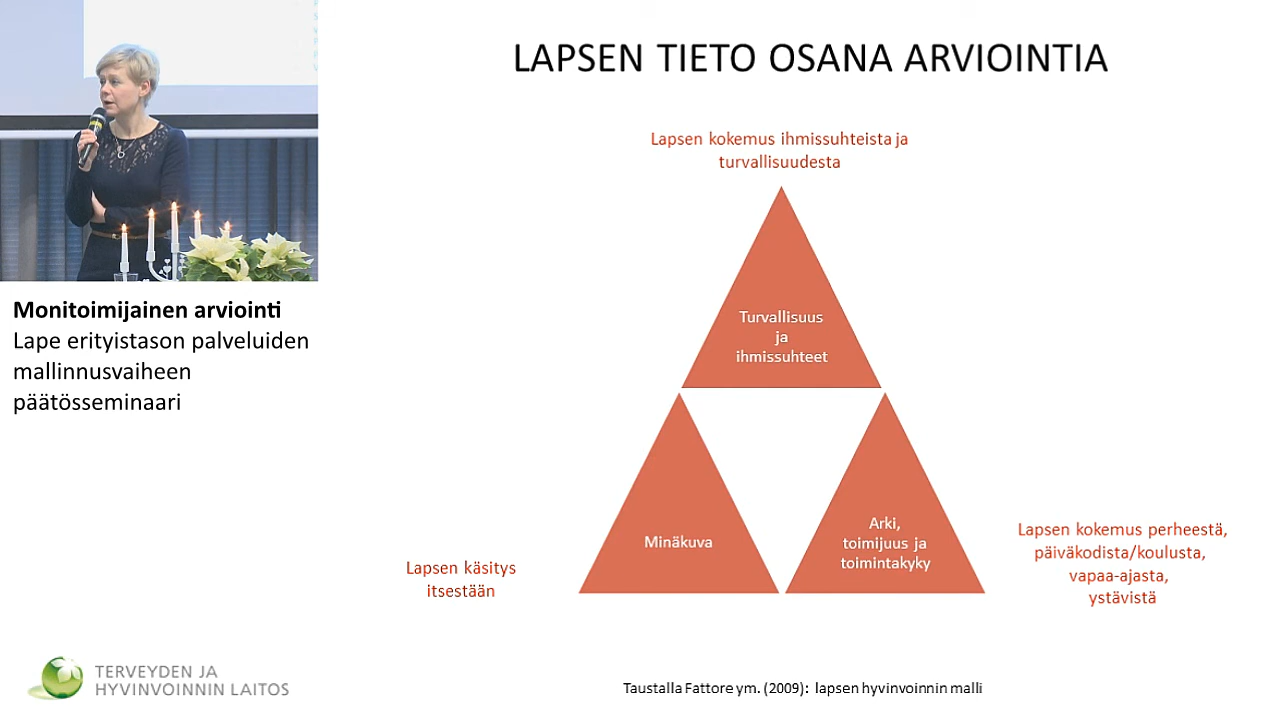 LAPSEN TIETO OSANA ARVIOINTIA
Lapsen kokemus ihmissuhteista ja
turvallisuudesta
Turvallisuus
ja
ihmissuhteet
Monitoimijainen arviointi
Lape erityistason palveluiden
mallinnusvaiheen
päätösseminaari
Minäkuva
Arki,
toimijuus ja
toimintakyky
Lapsen käsitys
itsestään
Lapsen kokemus perheestä,
päiväkodista/koulusta,
vapaa-ajasta,
ystävistä
TERVEYDEN JA
HYVINVOINNIN LAITOS
Taustalla Fattore ym. (2009): lapsen hyvinvoinnin malli